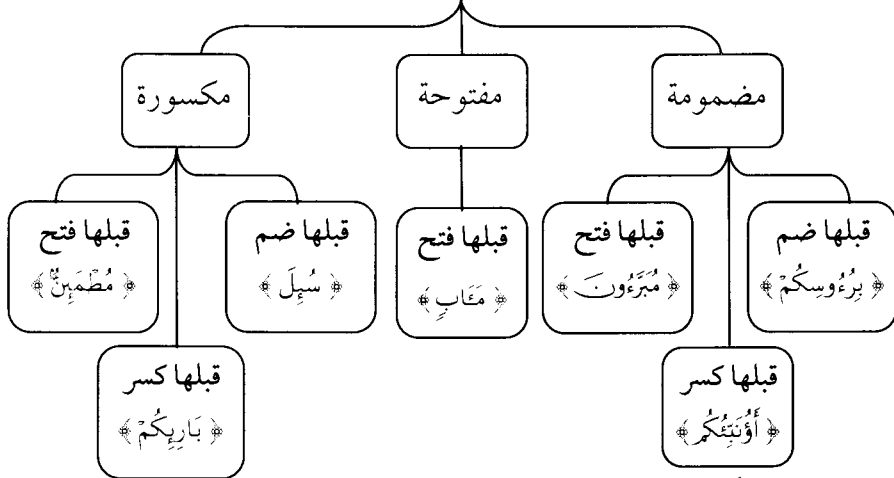 مضمومة
مفتوحة
مكسورة
قبلها ضم
﴿ بِرُءُوسِكُمْ ﴾
قبلها فتح
﴿ مُبَرَّءُونَ ﴾
قبلها فتح
﴿ مَـَٔابٍ ﴾
قبلها ضم
﴿ سُئِلَ ﴾
قبلها فتح
﴿ مُطْمَئِنٌّ ﴾
قبلها كسر
﴿ أَؤُنَبِّئُكُم ﴾
قبلها كسر
﴿ بَارِئِكُمْ ﴾